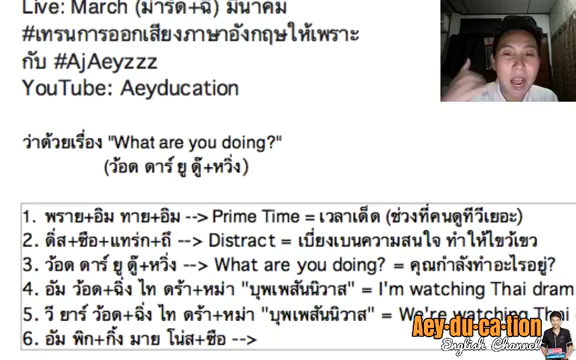 Live: March (ม่าร์ด+ฉึ) มีนาคม
#เทรนการออกเสียงภาษาอังกฤษให้เพราะ
กับ #AjAeyzzz
YouTube: Aeyducation
ว่าด้วยเรื่อง "What are you doing?"
(ว้อด ดาร์ ยู ดู๊+หวิ่ง)
1. พราย+อิม ทาย+อิม --> Prime Time = เวลาเด็ด (ช่วงที่คนดูทีวีเยอะ)
2. ดิ่ส+ซือ+แทร่ก+ถึ --> Distract = เบี่ยงเบนความสนใจ ทำให้ไขว้เขว
3. ว้อด ดาร์ ยู ดู๊+หวิ่ง --> What are you doing? = คุณกำลังทำอะไรอยู่?
4. อัม ว้อด+ฉิ่ง ไท ดร้า+หม่า "บุพเพสันนิวาส" = I'm watching Thai dram
5. วี ยาร์ ว้อด+ฉิ่ง ไท ดร้า+หม่า "บุพเพสันนิวาส" = We're watching Thai
6. อัม พิก+กิ้ง มาย โน่ส+ซือ -->
Aey·du·ca·tion
English Channel